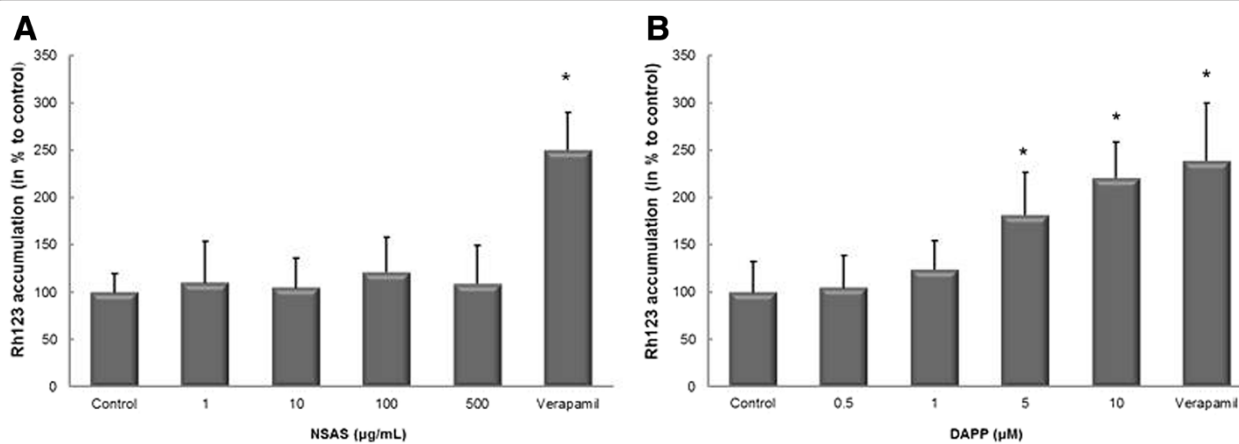 A
Rh123 accumulation (in % to control)
350
300
250
200
150
100
50
0
*
Control 1 10 100 500 Verapamil
NSAS (µg/mL)
B
Rh123 accumulation (in % to control)
350
300
250
200
150
100
50
0
* * *
Control 0.5 1 5 10 Verapamil
DAPP (µM)